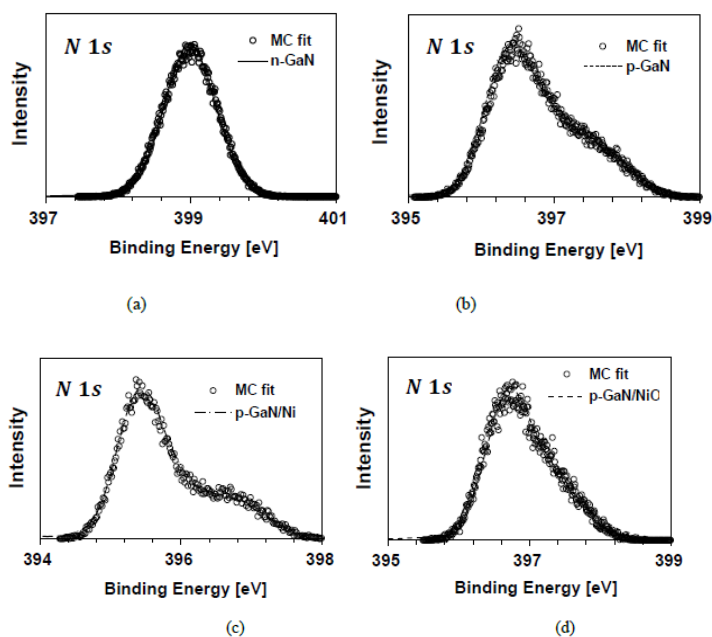 N 1s
MC fit
n-GaN
Intensity
397 399 401
Binding Energy [eV]
(a)
N 1s
MC fit
p-GaN
Intensity
395 397 399
Binding Energy [eV]
(b)
N 1s
MC fit
p-GaN/Ni
Intensity
394 396 398
Binding Energy [eV]
(c)
N 1s
MC fit
p-GaN/NiO
Intensity
395 397 399
Binding Energy [eV]
(d)